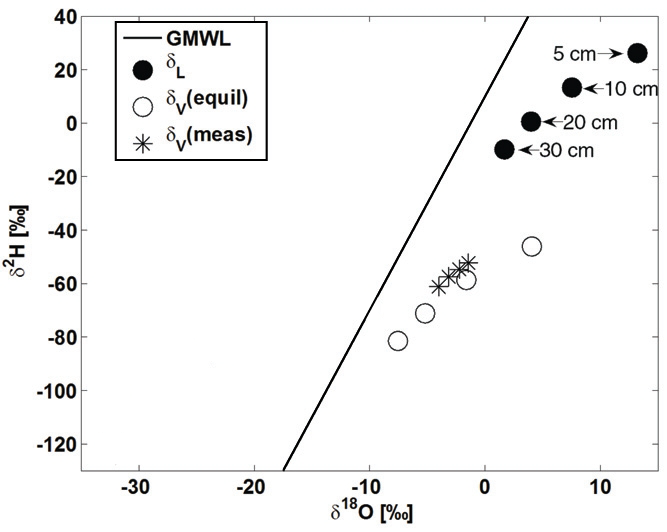 40
20
0
-20
-40
-60
-80
-100
-120
δ²H [‰]
GMWL
δL
δV(equil)
δV(meas)
5 cm
10 cm
20 cm
30 cm
-30 -20 -10 0 10
δ¹⁸O [‰]